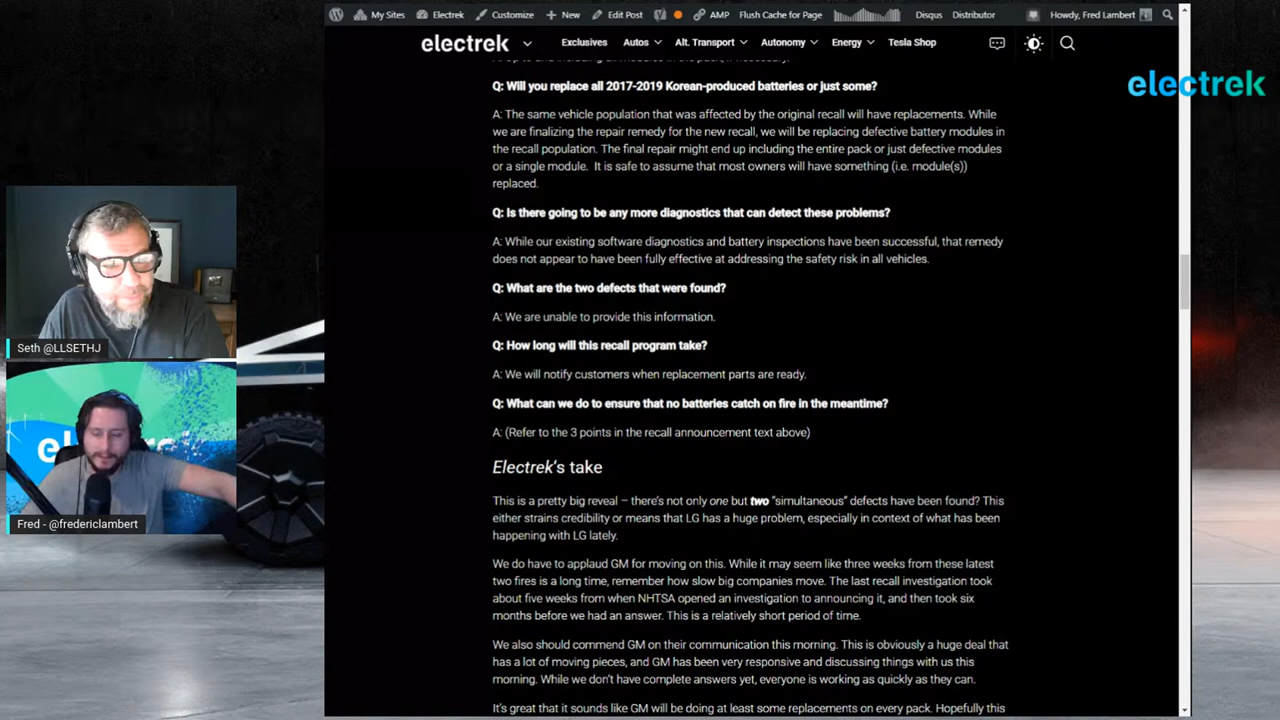 My Sites Electrek Customize New Edit Post AMP Flush Cache for Page Disqus Distributor Howdy, Fred Lambert
electrek Exclusives Autos Alt. Transport Autonomy Energy Tesla Shop
electrek
Q: Will you replace all 2017-2019 Korean-produced batteries or just some?
A: The same vehicle population that was affected by the original recall will have replacements. While
we are finalizing the repair remedy for the new recall, we will be replacing defective battery modules in
the recall population. The final repair might end up including the entire pack or just defective modules
or a single module. It is safe to assume that most owners will have something (i.e. module(s))
replaced.
Q: Is there going to be any more diagnostics that can detect these problems?
A: While our existing software diagnostics and battery inspections have been successful, that remedy
does not appear to have been fully effective at addressing the safety risk in all vehicles.
Q: What are the two defects that were found?
A: We are unable to provide this information.
Q: How long will this recall program take?
A: We will notify customers when replacement parts are ready.
Q: What can we do to ensure that no batteries catch on fire in the meantime?
A: (Refer to the 3 points in the recall announcement text above)
Electrek's take
This is a pretty big reveal – there's not only one but two "simultaneous" defects have been found? This
either strains credibility or means that LG has a huge problem, especially in context of what has been
happening with LG lately.
We do have to applaud GM for moving on this. While it may seem like three weeks from these latest
two fires is a long time, remember how slow big companies move. The last recall investigation took
about five weeks from when NHTSA opened an investigation to announcing it, and then took six
months before we had an answer. This is a relatively short period of time.
We also should commend GM on their communication this morning. This is obviously a huge deal that
has a lot of moving pieces, and GM has been very responsive and discussing things with us this
morning. While we don't have complete answers yet, everyone is working as quickly as they can.
It's great that it sounds like GM will be doing at least some replacements on every pack. Hopefully this
Seth @LLSETHJ
Fred - @fredericlambert